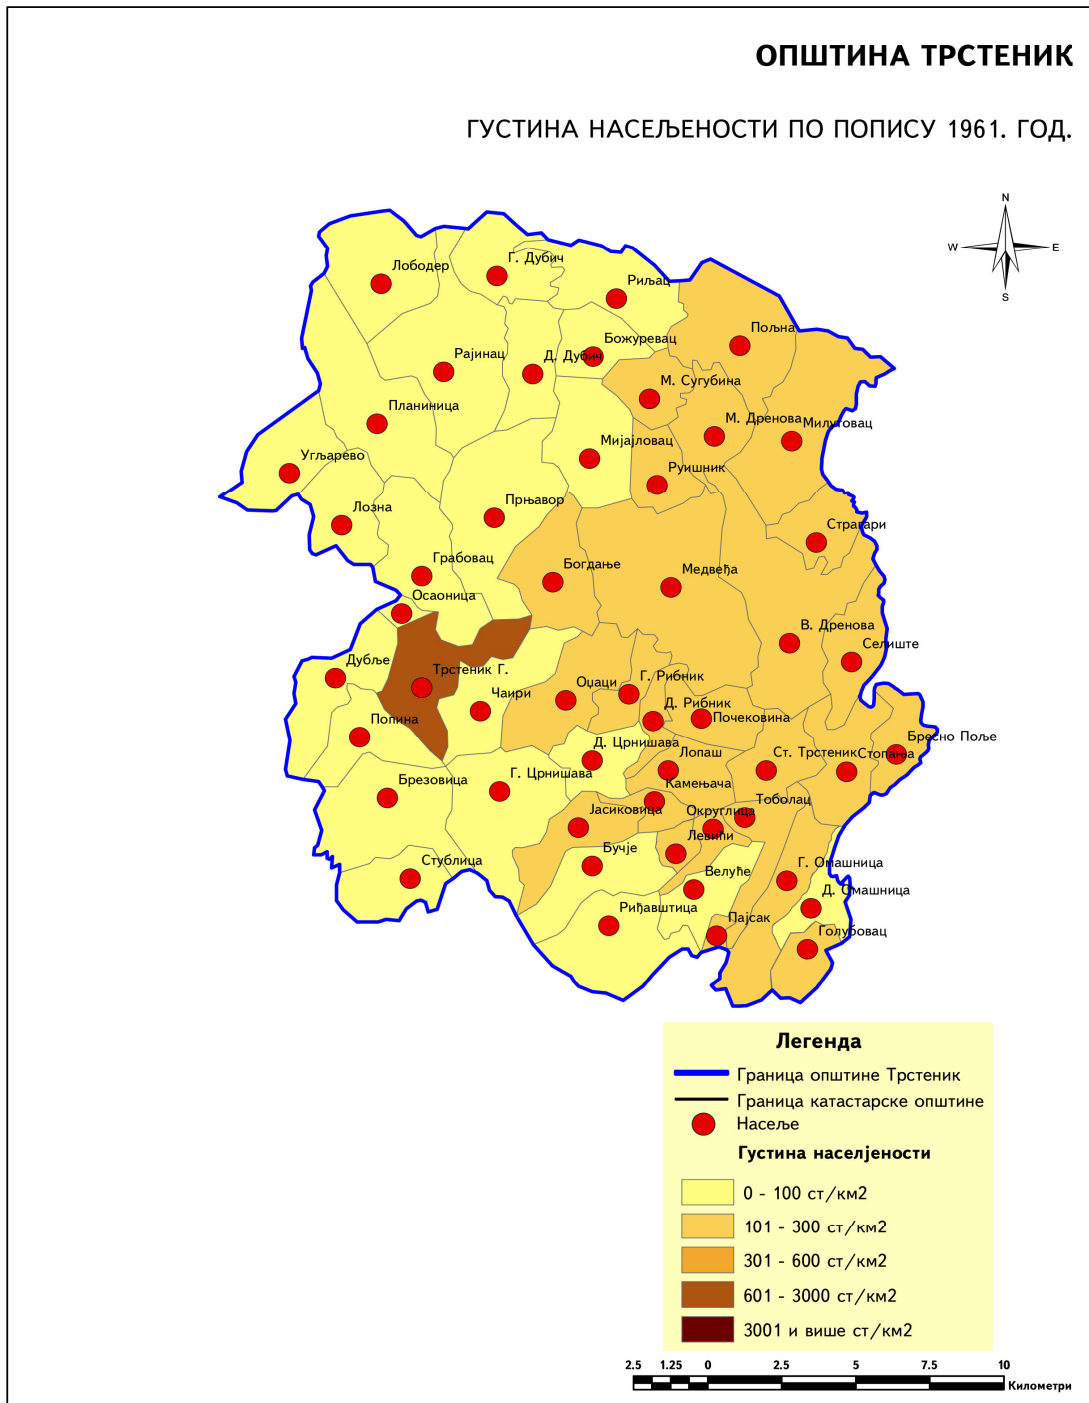 ОПШТИНА ТРСТЕНИК
ГУСТИНА НАСЕЉЕНОСТИ ПО ПОПИСУ 1961. ГОД.
N
W
E
S
Лободер
Г. Дубич
Риљац
Пољна
Божуревац
Рајинац
Д. Дубич
М. Сугубина
Планиница
М. Дренова
Милутовац
Мијајловац
Угљарево
Руишник
Прњавор
Лозна
Страгари
Грабовац
Богдање
Медвеђа
Осаоница
В. Дренова
Селиште
Дубље
Трстеник Г.
Оџаци
Г. Рибник
Чаири
Д. Рибник
Попина
Почековина
Бресно Поље
Д. Црнишава
Лопаш
Ст. Трстеник
Стопања
Брезовица
Г. Црнишава
Камењача
Тоболац
Јасиковица
Округлица
Левићи
Бучје
Стублица
Велуће
Г. Омашница
Д. Омашница
Риђавштица
Пајсак
Голубовац
Легенда
Граница општине Трстеник
Граница катастарске општине
Насеље
Густина населјености
0 - 100 ст/км2
101 - 300 ст/км2
301 - 600 ст/км2
601 - 3000 ст/км2
3001 и више ст/км2
2.5 1.25 0 2.5 5 7.5 10
Километри